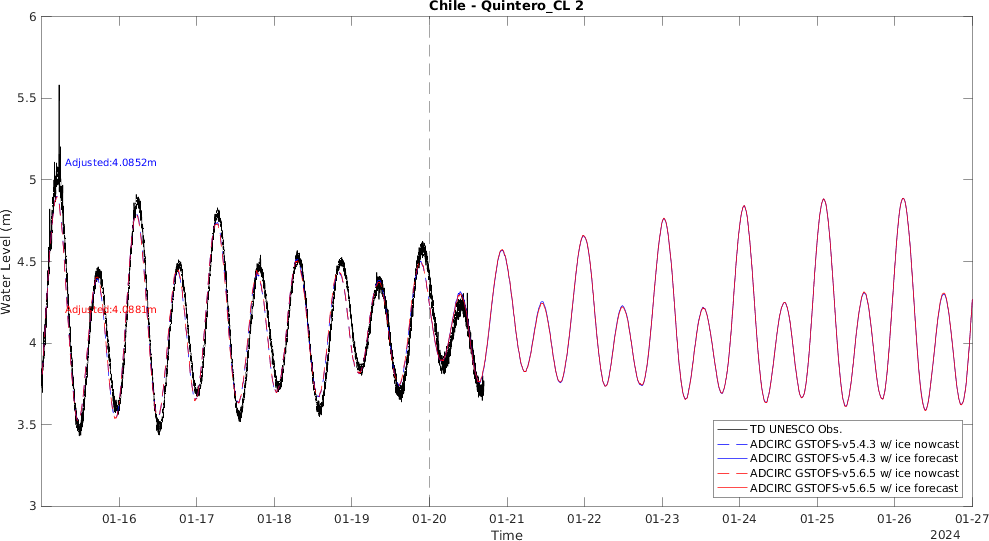 Chile - Quintero_CL 2
Water Level (m)
6
5.5
5
4.5
4
3.5
3
Adjusted:4.0852m
Adjusted:4.0881m
TD UNESCO Obs.
ADCIRC GSTOFS-v5.4.3 w/ ice nowcast
ADCIRC GSTOFS-v5.4.3 w/ ice forecast
ADCIRC GSTOFS-v5.6.5 w/ ice nowcast
ADCIRC GSTOFS-v5.6.5 w/ ice forecast
01-16 01-17 01-18 01-19 01-20 01-21 01-22 01-23 01-24 01-25 01-26 01-27
Time
2024